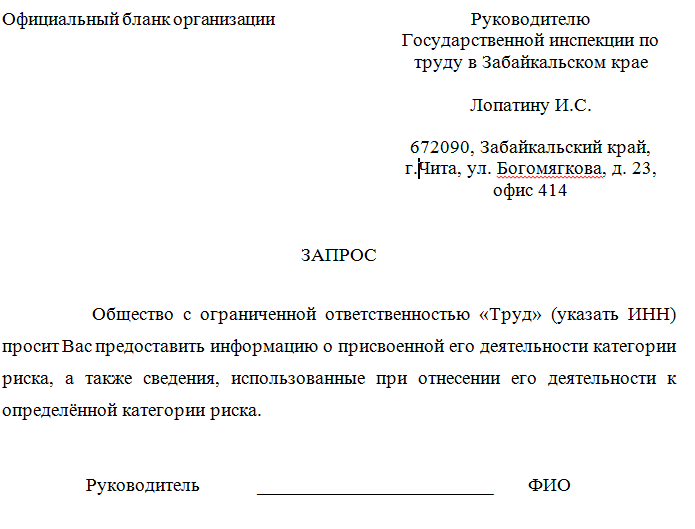 Официальный бланк организации
Руководителю
Государственной инспекции по
труду в Забайкальском крае
Лопатину И.С.
672090, Забайкальский край,
г.Чита, ул. Богомягкова, д. 23,
офис 414
ЗАПРОС
Общество с ограниченной ответственностью «Труд» (указать ИНН)
просит Вас предоставить информацию о присвоенной его деятельности категории
риска, а также сведения, использованные при отнесении его деятельности к
определённой категории риска.
Руководитель _________________________ ФИО